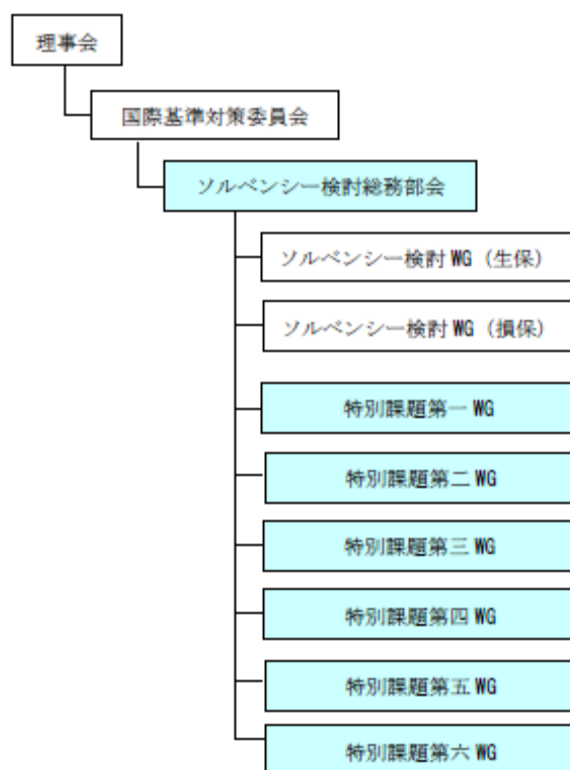 理事会
国際基準対策委員会
ソルベンシー検討総務部会
ソルベンシー検討 WG（生保）
ソルベンシー検討 WG（損保）
特別課題第一 WG
特別課題第二 WG
特別課題第三 WG
特別課題第四 WG
特別課題第五 WG
特別課題第六 WG